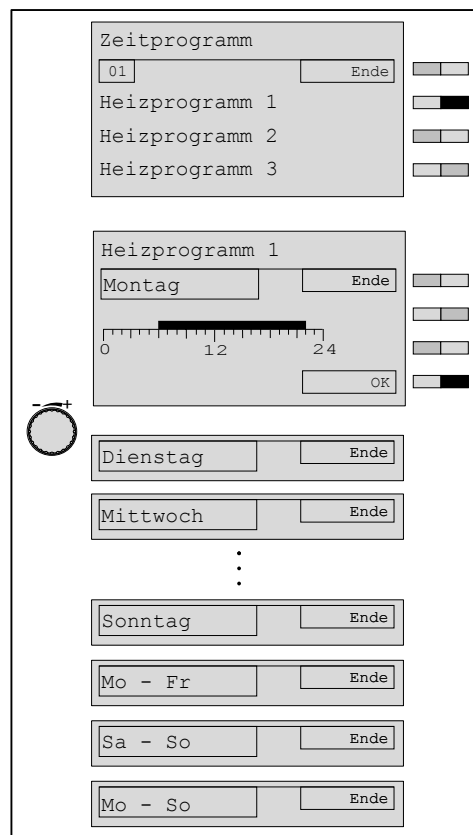 Zeitprogramm
01 Ende
Heizprogramm 1
Heizprogramm 2
Heizprogramm 3
Heizprogramm 1
Montag Ende
0 12 24
OK
- +
Dienstag Ende
Mittwoch Ende
Sonntag Ende
Mo - Fr Ende
Sa - So Ende
Mo - So Ende